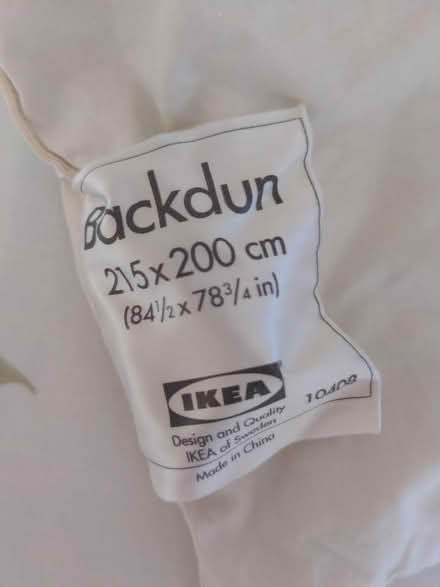 Backdun
215x200 cm
(84½x78¾ in)
IKEA
10408
Design and Quality
IKEA of Sweden
Made in China